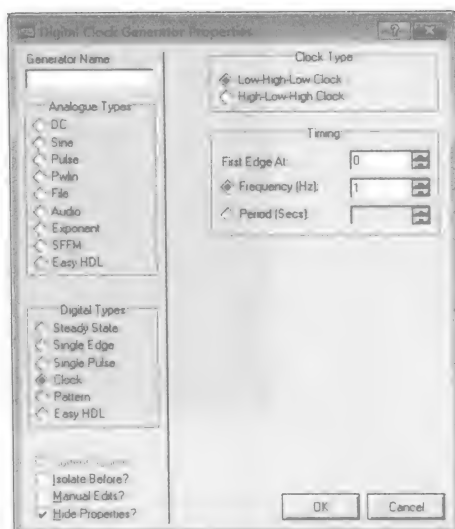 Digital Clock Generator Properties
Generator Name
Analogue Types
DC
Sine
Pulse
Pwlin
File
Audio
Exponent
SFFM
Easy HDL
Digital Types
Steady State
Single Edge
Single Pulse
Clock
Pattern
Easy HDL
Isolate Before?
Manual Edits?
Hide Properties?
Clock Type
Low-High-Low Clock
High-Low-High Clock
Timing
First Edge At:
0
Frequency (Hz):
1
Period (Secs):
OK
Cancel